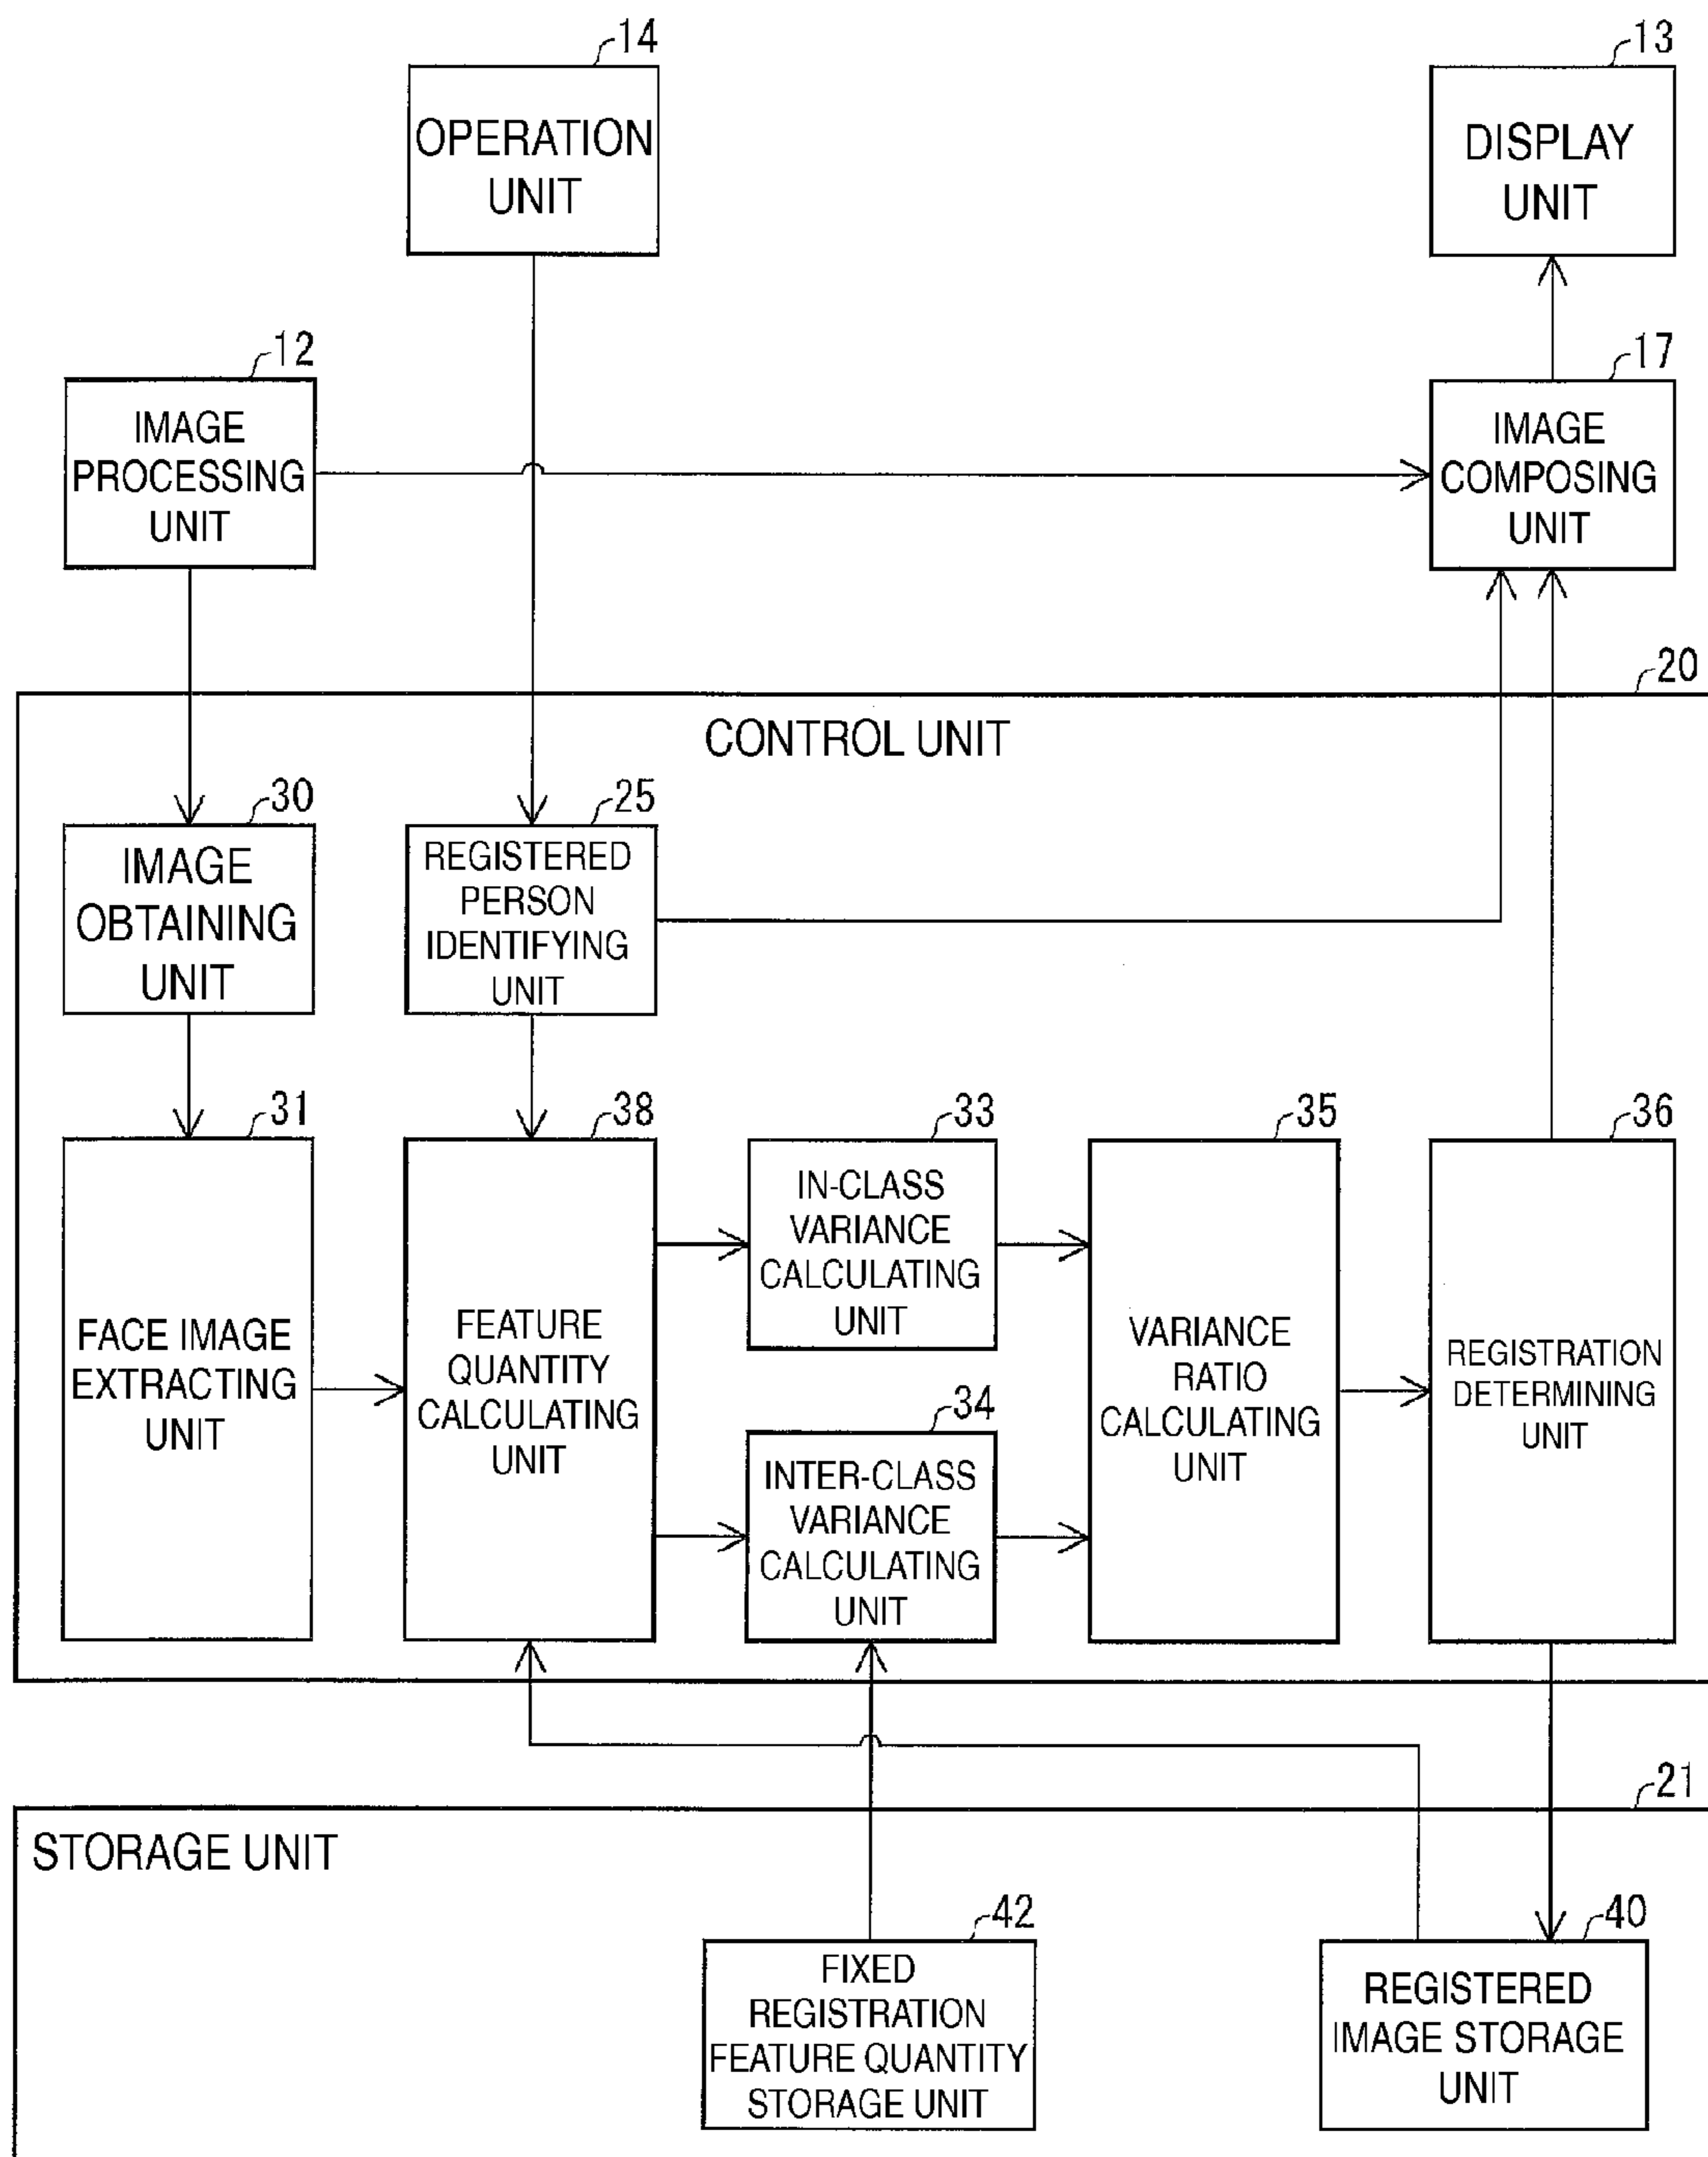 14
OPERATION
UNIT
13
DISPLAY
UNIT
12
IMAGE
PROCESSING
UNIT
17
IMAGE
COMPOSING
UNIT
20
CONTROL UNIT
30
IMAGE
OBTAINING
UNIT
25
REGISTERED
PERSON
IDENTIFYING
UNIT
31
FACE IMAGE
EXTRACTING
UNIT
38
FEATURE
QUANTITY
CALCULATING
UNIT
33
IN-CLASS
VARIANCE
CALCULATING
UNIT
34
INTER-CLASS
VARIANCE
CALCULATING
UNIT
35
VARIANCE
RATIO
CALCULATING
UNIT
36
REGISTRATION
DETERMINING
UNIT
21
STORAGE UNIT
42
FIXED
REGISTRATION
FEATURE QUANTITY
STORAGE UNIT
40
REGISTERED
IMAGE STORAGE
UNIT